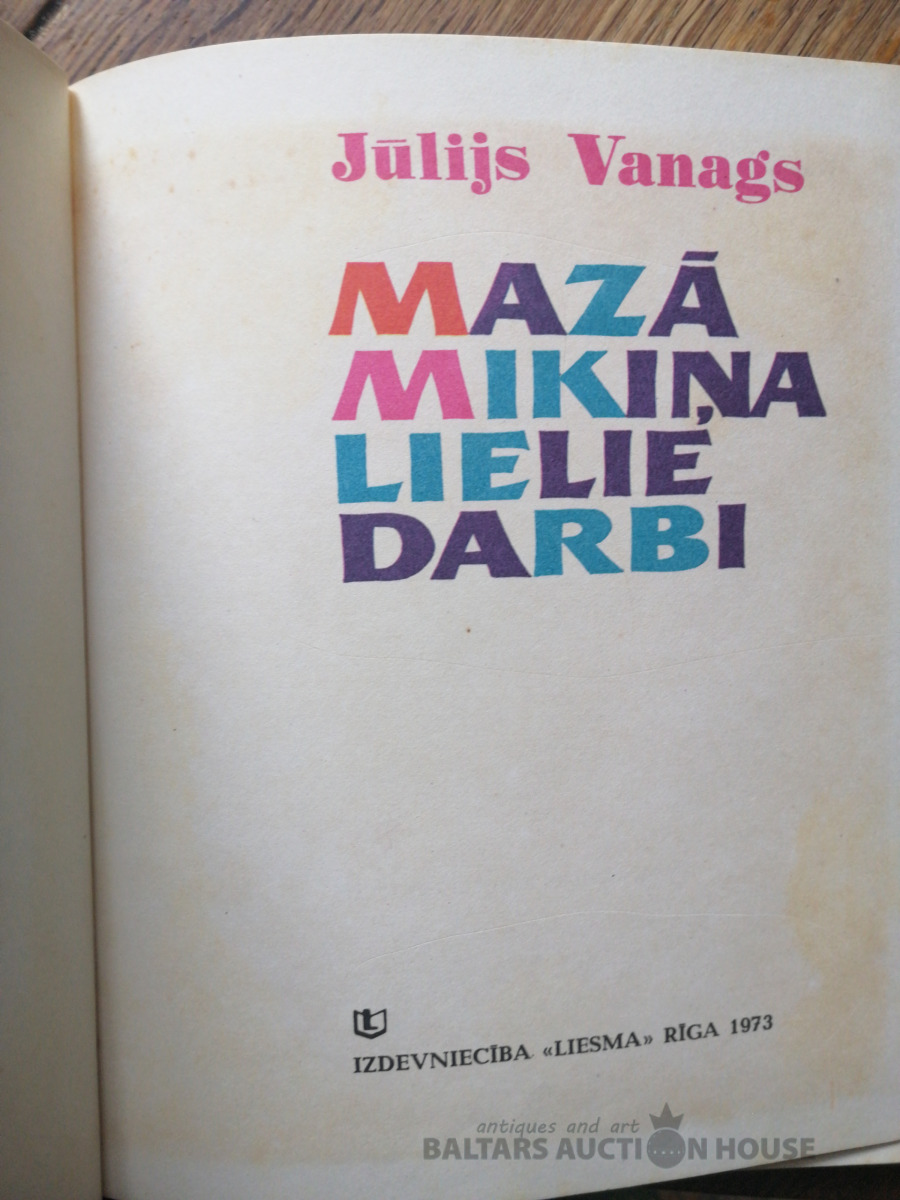 Jūlijs Vanags
MAZĀ
MIKIŅA
LIELIE
DARBI
L
IZDEVNIECĪBA «LIESMA» RĪGA 1973
antiques and art
BALTARS AUCTION HOUSE